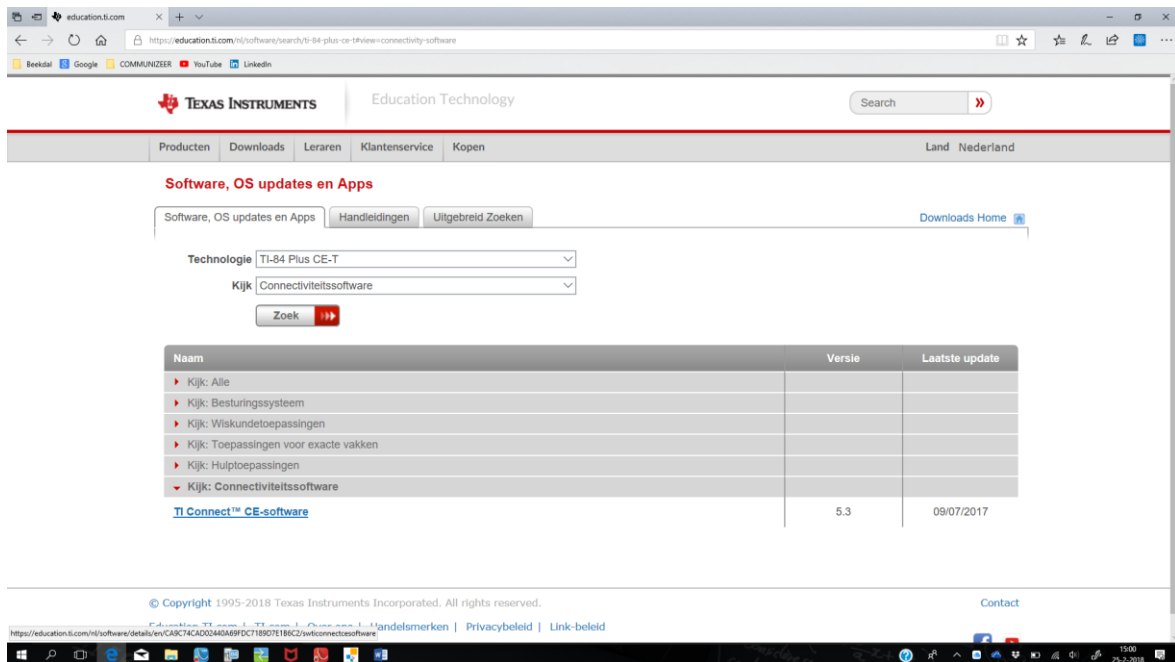 education.ti.com
https://education.ti.com/nl/software/search/ti-84-plus-ce-t#view=connectivity-software
Beekdal Google COMMUNIZEER YouTube LinkedIn
TEXAS INSTRUMENTS Education Technology Search
Producten Downloads Leraren Klantenservice Kopen Land Nederland
Software, OS updates en Apps
Software, OS updates en Apps Handleidingen Uitgebreid Zoeken Downloads Home
Technologie TI-84 Plus CE-T
Kijk Connectiviteitssoftware
Zoek
Naam Versie Laatste update
Kijk: Alle
Kijk: Besturingssysteem
Kijk: Wiskundetoepassingen
Kijk: Toepassingen voor exacte vakken
Kijk: Hulptoepassingen
Kijk: Connectiviteitssoftware
TI Connect™ CE-software 5.3 09/07/2017
© Copyright 1995-2018 Texas Instruments Incorporated. All rights reserved. Contact
Handelsmerken | Privacybeleid | Link-beleid
https://education.ti.com/nl/software/details/en/CA9C74CAD02440A69FDC7189D7E1B6C2/swticonnectcesoftware
15:00
25-2-2018